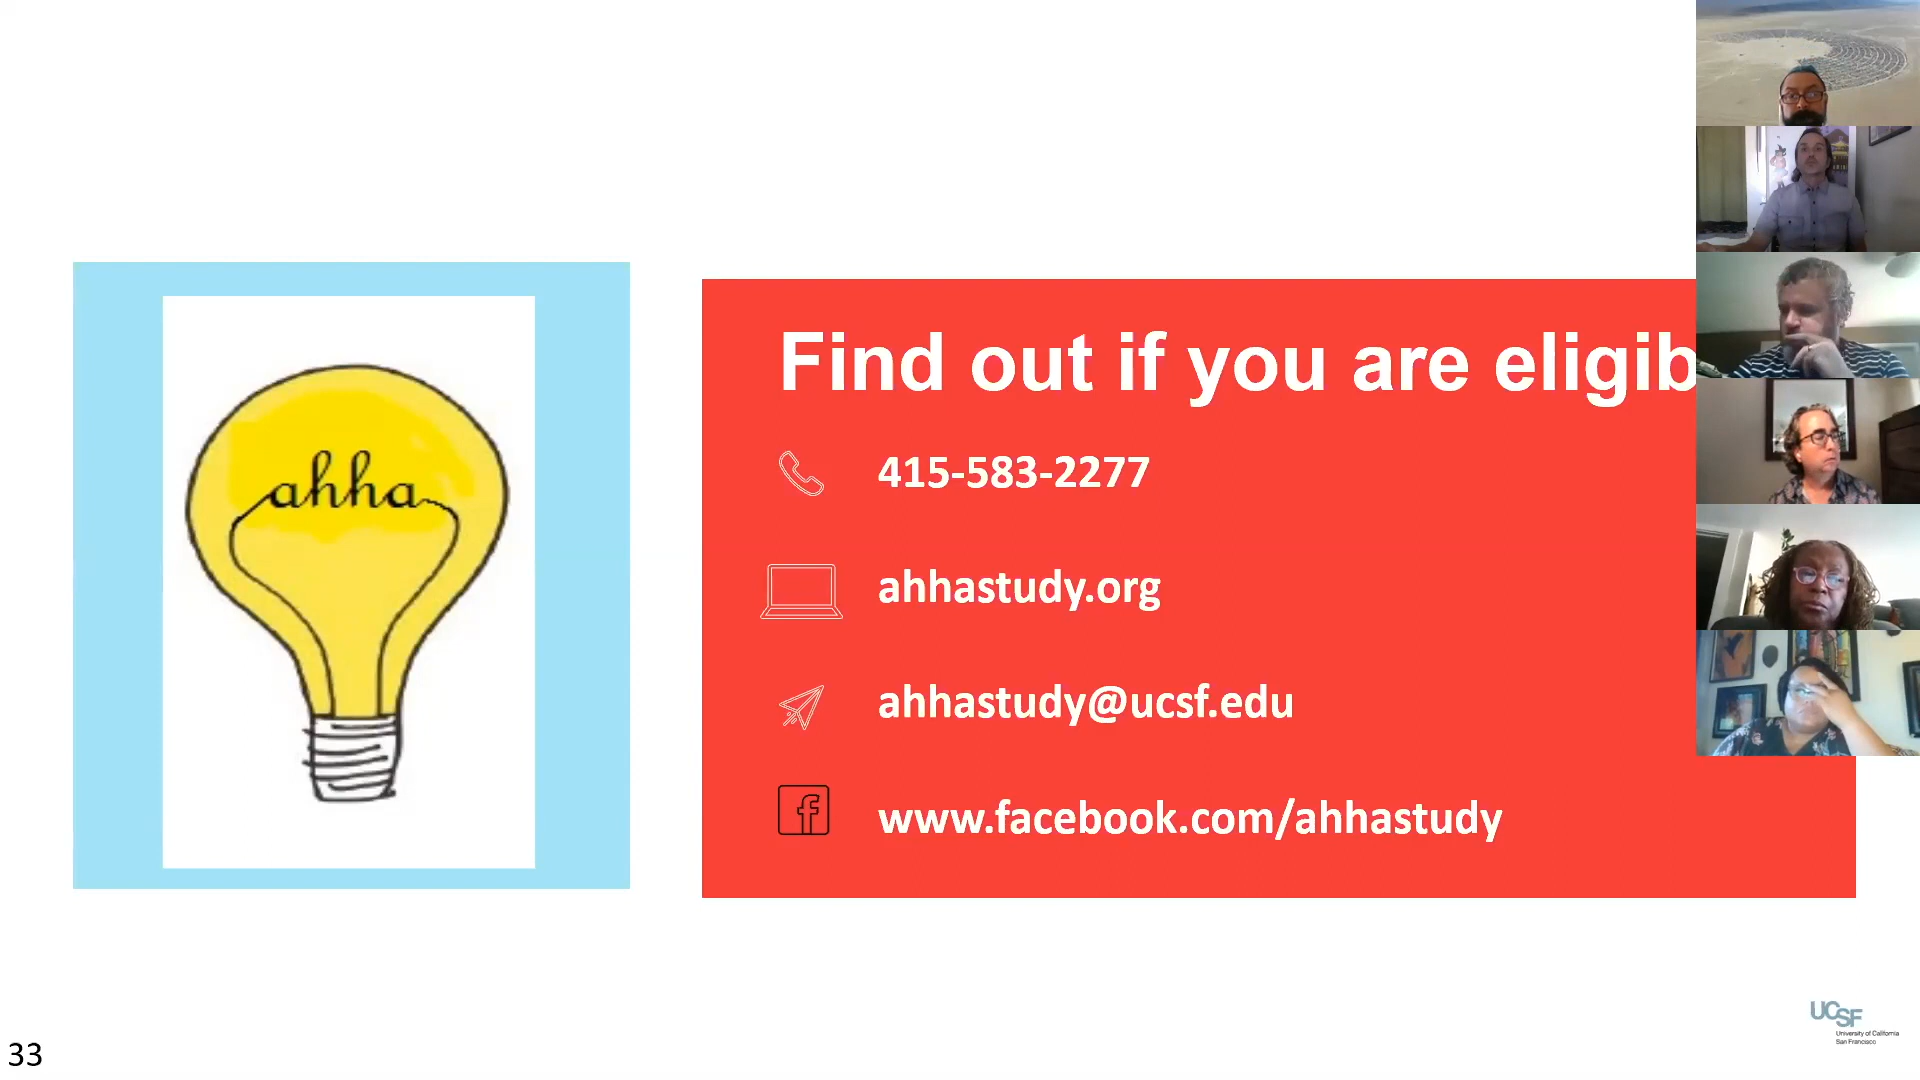 ahha
Find out if you are eligib
415-583-2277
ahhastudy.org
ahhastudy@ucsf.edu
www.facebook.com/ahhastudy
UCSF
University of California
San Francisco
33